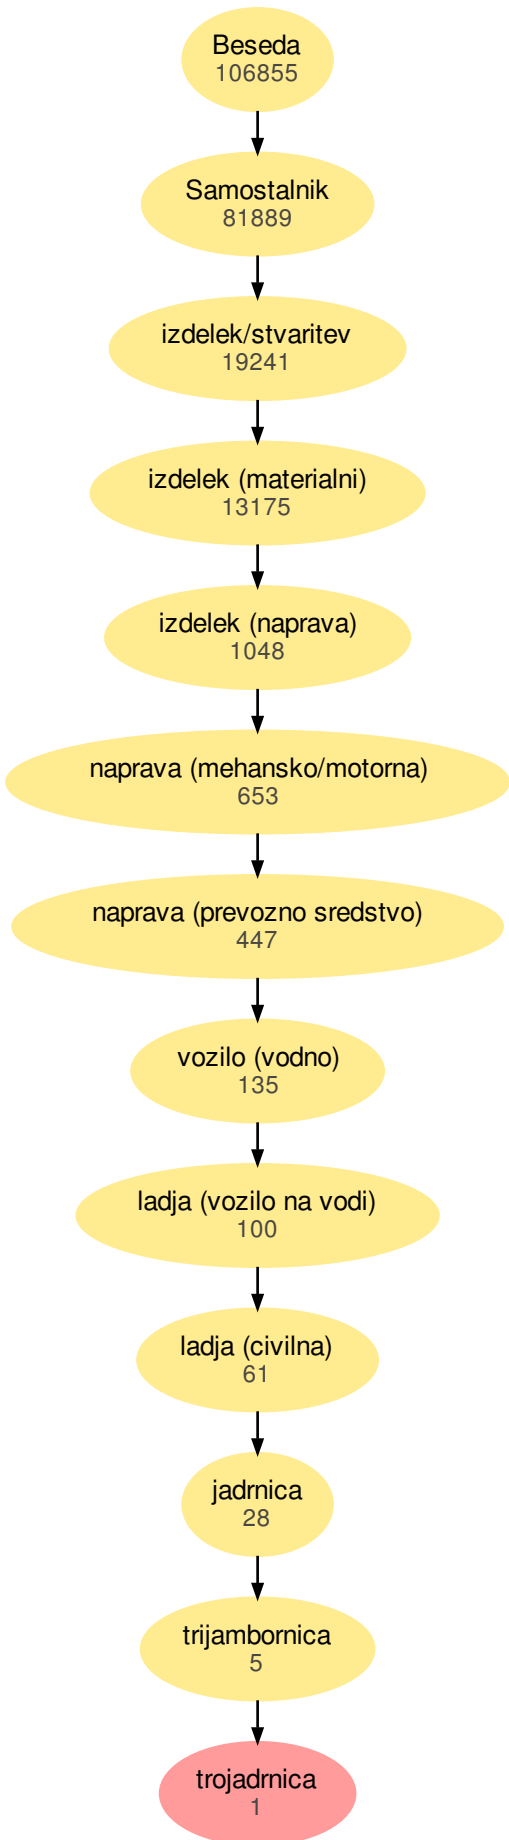 Beseda
106855
Samostalnik
81889
izdelek/stvaritev
19241
izdelek (materialni)
13175
izdelek (naprava)
1048
naprava (mehansko/motorna)
653
naprava (prevozno sredstvo)
447
vozilo (vodno)
135
ladja (vozilo na vodi)
100
ladja (civilna)
61
jadrnica
28
trijambornica
5
trojadrnica
1